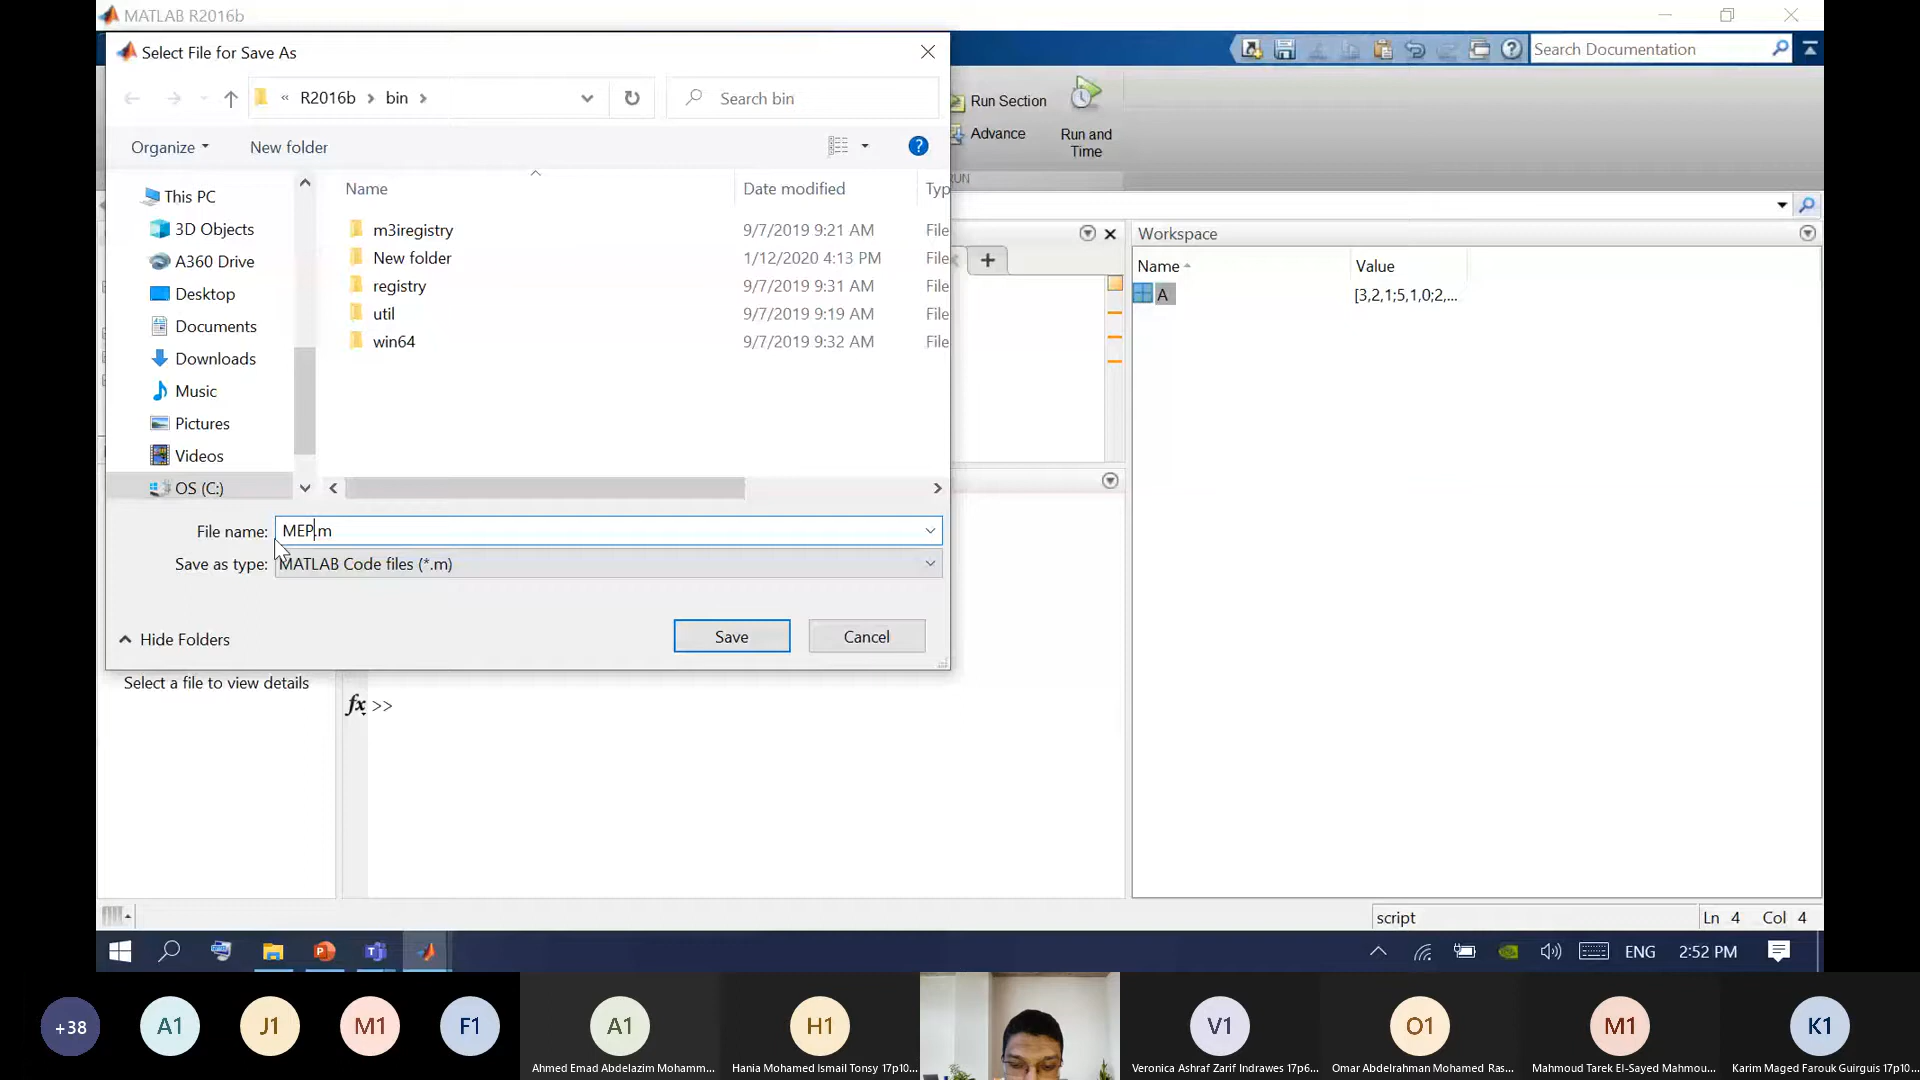 MATLAB R2016b
Select File for Save As
Search Documentation
« R2016b > bin >
Search bin
Run Section
Advance
Run and
Time
Organize
New folder
Name
Date modified
Typ
This PC
3D Objects
A360 Drive
Desktop
Documents
Downloads
Music
Pictures
Videos
OS (C:)
m3iregistry 9/7/2019 9:21 AM File
New folder 1/12/2020 4:13 PM File
registry 9/7/2019 9:31 AM File
util 9/7/2019 9:19 AM File
win64 9/7/2019 9:32 AM File
Workspace
Name Value
A [3,2,1;5,1,0;2,...
File name: MEP.m
Save as type: MATLAB Code files (*.m)
Hide Folders
Save
Cancel
Select a file to view details
fx >>
script
Ln 4 Col 4
ENG
2:52 PM
+38
A1
J1
M1
F1
A1
H1
V1
O1
M1
K1
Ahmed Emad Abdelazim Mohamm...
Hania Mohamed Ismail Tonsy 17p10...
Veronica Ashraf Zarif Indrawes 17p6...
Omar Abdelrahman Mohamed Ras...
Mahmoud Tarek El-Sayed Mahmou...
Karim Maged Farouk Guirguis 17p10...